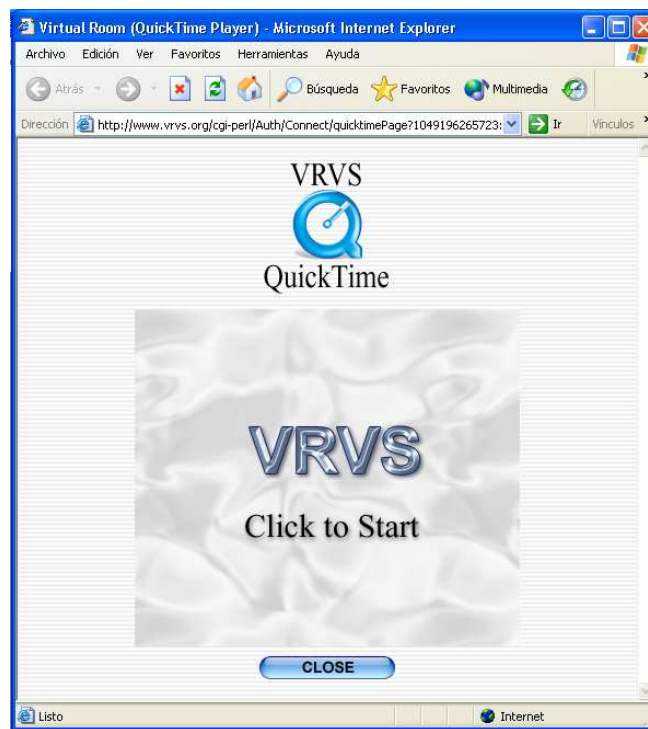 Virtual Room (QuickTime Player) - Microsoft Internet Explorer
Archivo Edición Ver Favoritos Herramientas Ayuda
Atrás Búsqueda Favoritos Multimedia
Dirección http://www.vrvs.org/cgi-perl/Auth/Connect/quicktimePage?1049196265723: Ir Vínculos
VRVS
QuickTime
VRVS
Click to Start
CLOSE
Listo Internet